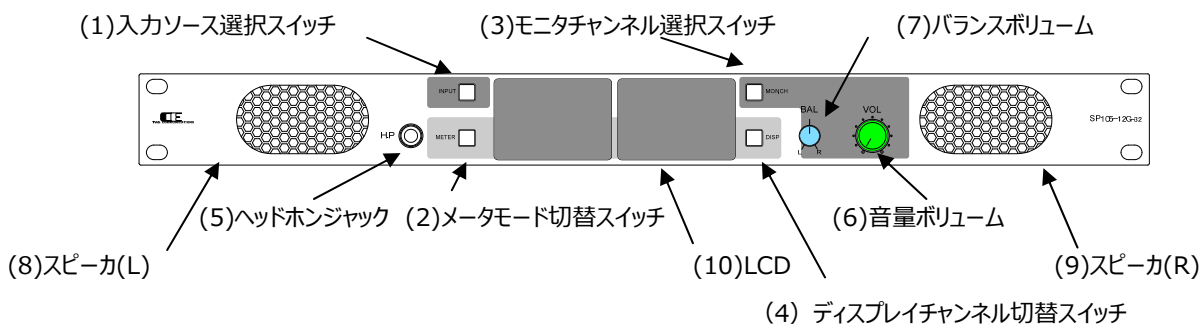 (1)入力ソース選択スイッチ
(3)モニタチャンネル選択スイッチ
(7)バランスボリューム
INPUT
MONCH
BAL
VOL
H.P
METER
DISP
L
R
SP105-12G-32
(5)ヘッドホンジャック
(2)メータモード切替スイッチ
(6)音量ボリューム
(8)スピーカ(L)
(10)LCD
(9)スピーカ(R)
(4) ディスプレイチャンネル切替スイッチ